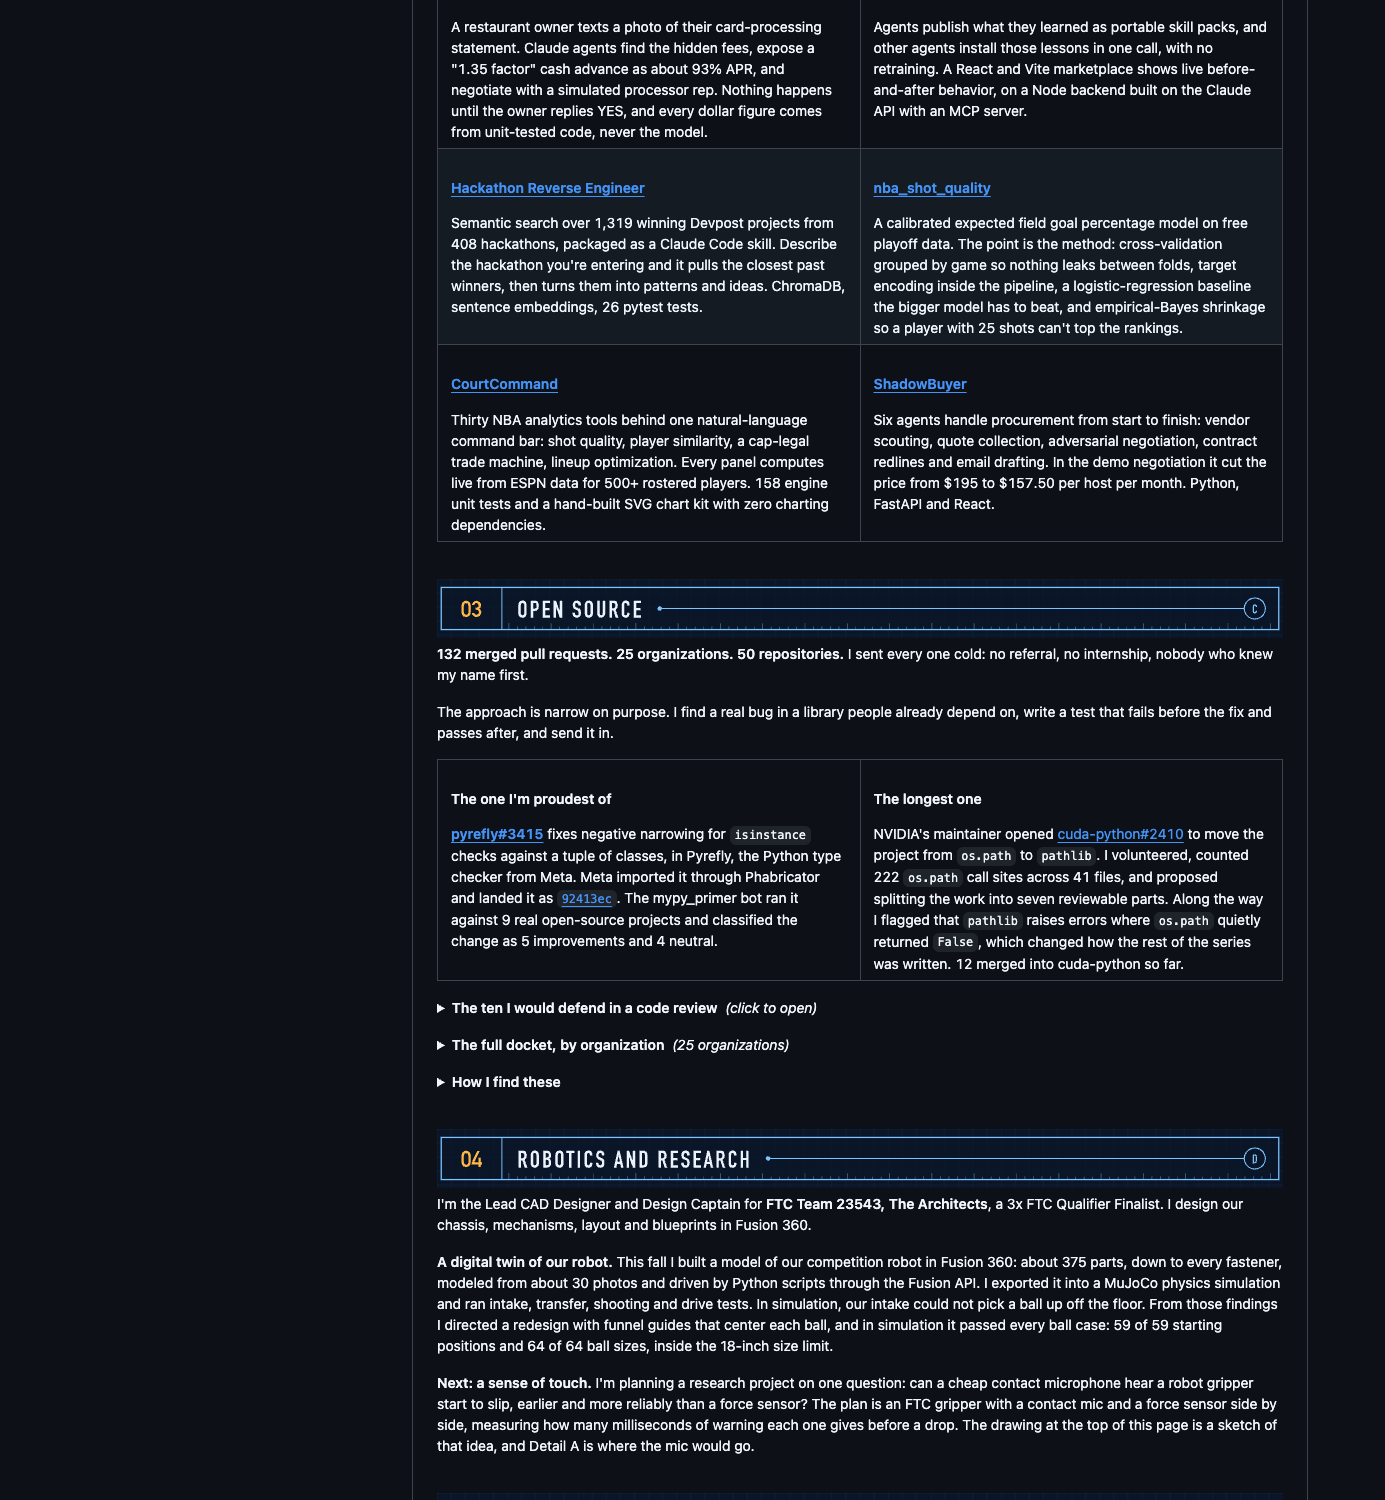 A restaurant owner texts a photo of their card-processing
statement. Claude agents find the hidden fees, expose a
"1.35 factor" cash advance as about 93% APR, and
negotiate with a simulated processor rep. Nothing happens
until the owner replies YES, and every dollar figure comes
from unit-tested code, never the model.
Agents publish what they learned as portable skill packs, and
other agents install those lessons in one call, with no
retraining. A React and Vite marketplace shows live before-
and-after behavior, on a Node backend built on the Claude
API with an MCP server.
Hackathon Reverse Engineer
Semantic search over 1,319 winning Devpost projects from
408 hackathons, packaged as a Claude Code skill. Describe
the hackathon you're entering and it pulls the closest past
winners, then turns them into patterns and ideas. ChromaDB,
sentence embeddings, 26 pytest tests.
nba_shot_quality
A calibrated expected field goal percentage model on free
playoff data. The point is the method: cross-validation
grouped by game so nothing leaks between folds, target
encoding inside the pipeline, a logistic-regression baseline
the bigger model has to beat, and empirical-Bayes shrinkage
so a player with 25 shots can't top the rankings.
CourtCommand
Thirty NBA analytics tools behind one natural-language
command bar: shot quality, player similarity, a cap-legal
trade machine, lineup optimization. Every panel computes
live from ESPN data for 500+ rostered players. 158 engine
unit tests and a hand-built SVG chart kit with zero charting
dependencies.
ShadowBuyer
Six agents handle procurement from start to finish: vendor
scouting, quote collection, adversarial negotiation, contract
redlines and email drafting. In the demo negotiation it cut the
price from $195 to $157.50 per host per month. Python,
FastAPI and React.
03 OPEN SOURCE C
132 merged pull requests. 25 organizations. 50 repositories. I sent every one cold: no referral, no internship, nobody who knew
my name first.
The approach is narrow on purpose. I find a real bug in a library people already depend on, write a test that fails before the fix and
passes after, and send it in.
The one I'm proudest of
pyrefly#3415 fixes negative narrowing for isinstance
checks against a tuple of classes, in Pyrefly, the Python type
checker from Meta. Meta imported it through Phabricator
and landed it as 92413ec. The mypy_primer bot ran it
against 9 real open-source projects and classified the
change as 5 improvements and 4 neutral.
The longest one
NVIDIA's maintainer opened cuda-python#2410 to move the
project from os.path to pathlib. I volunteered, counted
222 os.path call sites across 41 files, and proposed
splitting the work into seven reviewable parts. Along the way
I flagged that pathlib raises errors where os.path quietly
returned False, which changed how the rest of the series
was written. 12 merged into cuda-python so far.
The ten I would defend in a code review (click to open)
The full docket, by organization (25 organizations)
How I find these
04 ROBOTICS AND RESEARCH D
I'm the Lead CAD Designer and Design Captain for FTC Team 23543, The Architects, a 3x FTC Qualifier Finalist. I design our
chassis, mechanisms, layout and blueprints in Fusion 360.
A digital twin of our robot. This fall I built a model of our competition robot in Fusion 360: about 375 parts, down to every fastener,
modeled from about 30 photos and driven by Python scripts through the Fusion API. I exported it into a MuJoCo physics simulation
and ran intake, transfer, shooting and drive tests. In simulation, our intake could not pick a ball up off the floor. From those findings
I directed a redesign with funnel guides that center each ball, and in simulation it passed every ball case: 59 of 59 starting
positions and 64 of 64 ball sizes, inside the 18-inch size limit.
Next: a sense of touch. I'm planning a research project on one question: can a cheap contact microphone hear a robot gripper
start to slip, earlier and more reliably than a force sensor? The plan is an FTC gripper with a contact mic and a force sensor side by
side, measuring how many milliseconds of warning each one gives before a drop. The drawing at the top of this page is a sketch of
that idea, and Detail A is where the mic would go.